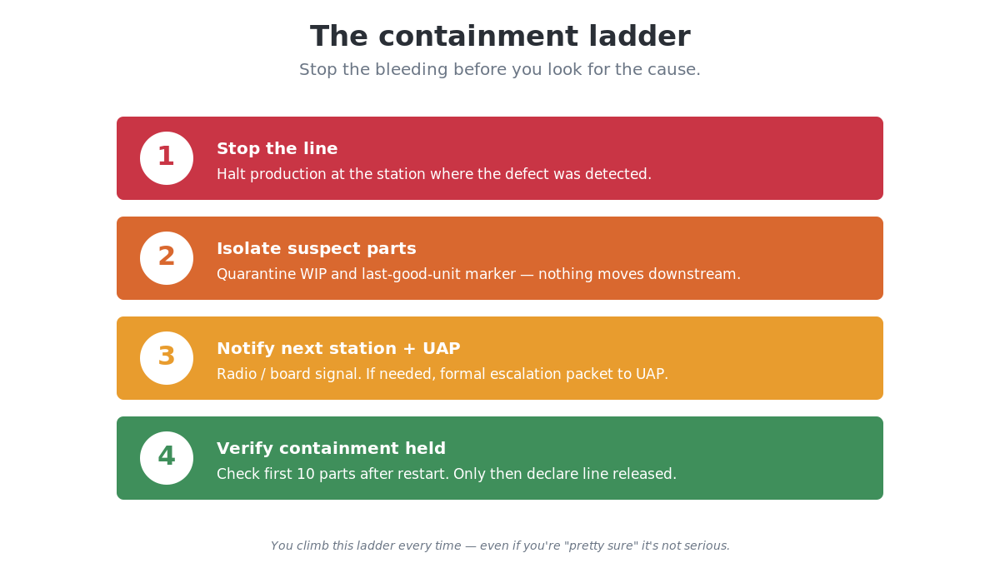 The containment ladder
Stop the bleeding before you look for the cause.
1
Stop the line
Halt production at the station where the defect was detected.
2
Isolate suspect parts
Quarantine WIP and last-good-unit marker — nothing moves downstream.
3
Notify next station + UAP
Radio / board signal. If needed, formal escalation packet to UAP.
4
Verify containment held
Check first 10 parts after restart. Only then declare line released.
You climb this ladder every time — even if you're "pretty sure" it's not serious.